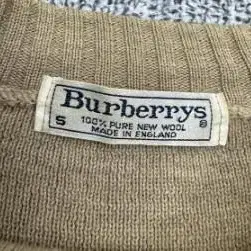 Burberrys
S 100% PURE NEW WOOL ®
MADE IN ENGLAND